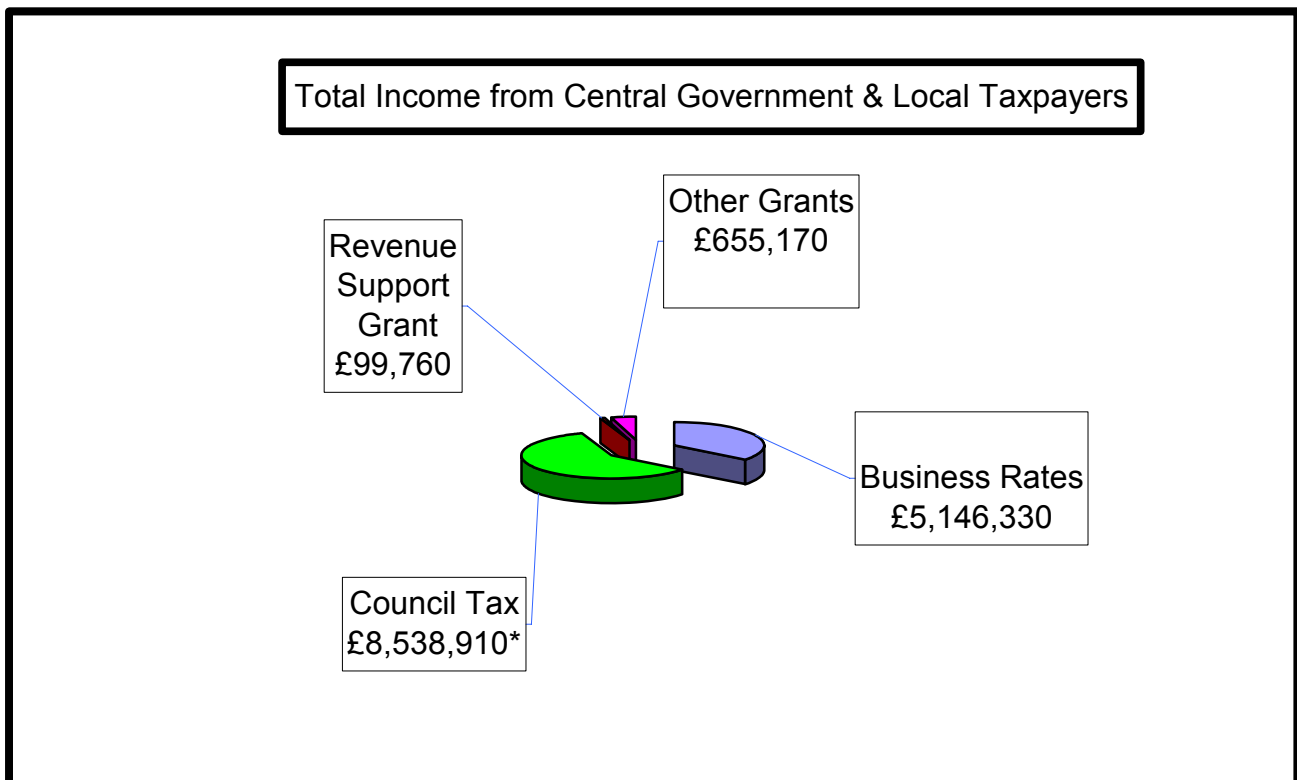 Total Income from Central Government & Local Taxpayers
Other Grants
£655,170
Revenue
Support
Grant
£99,760
Business Rates
£5,146,330
Council Tax
£8,538,910*